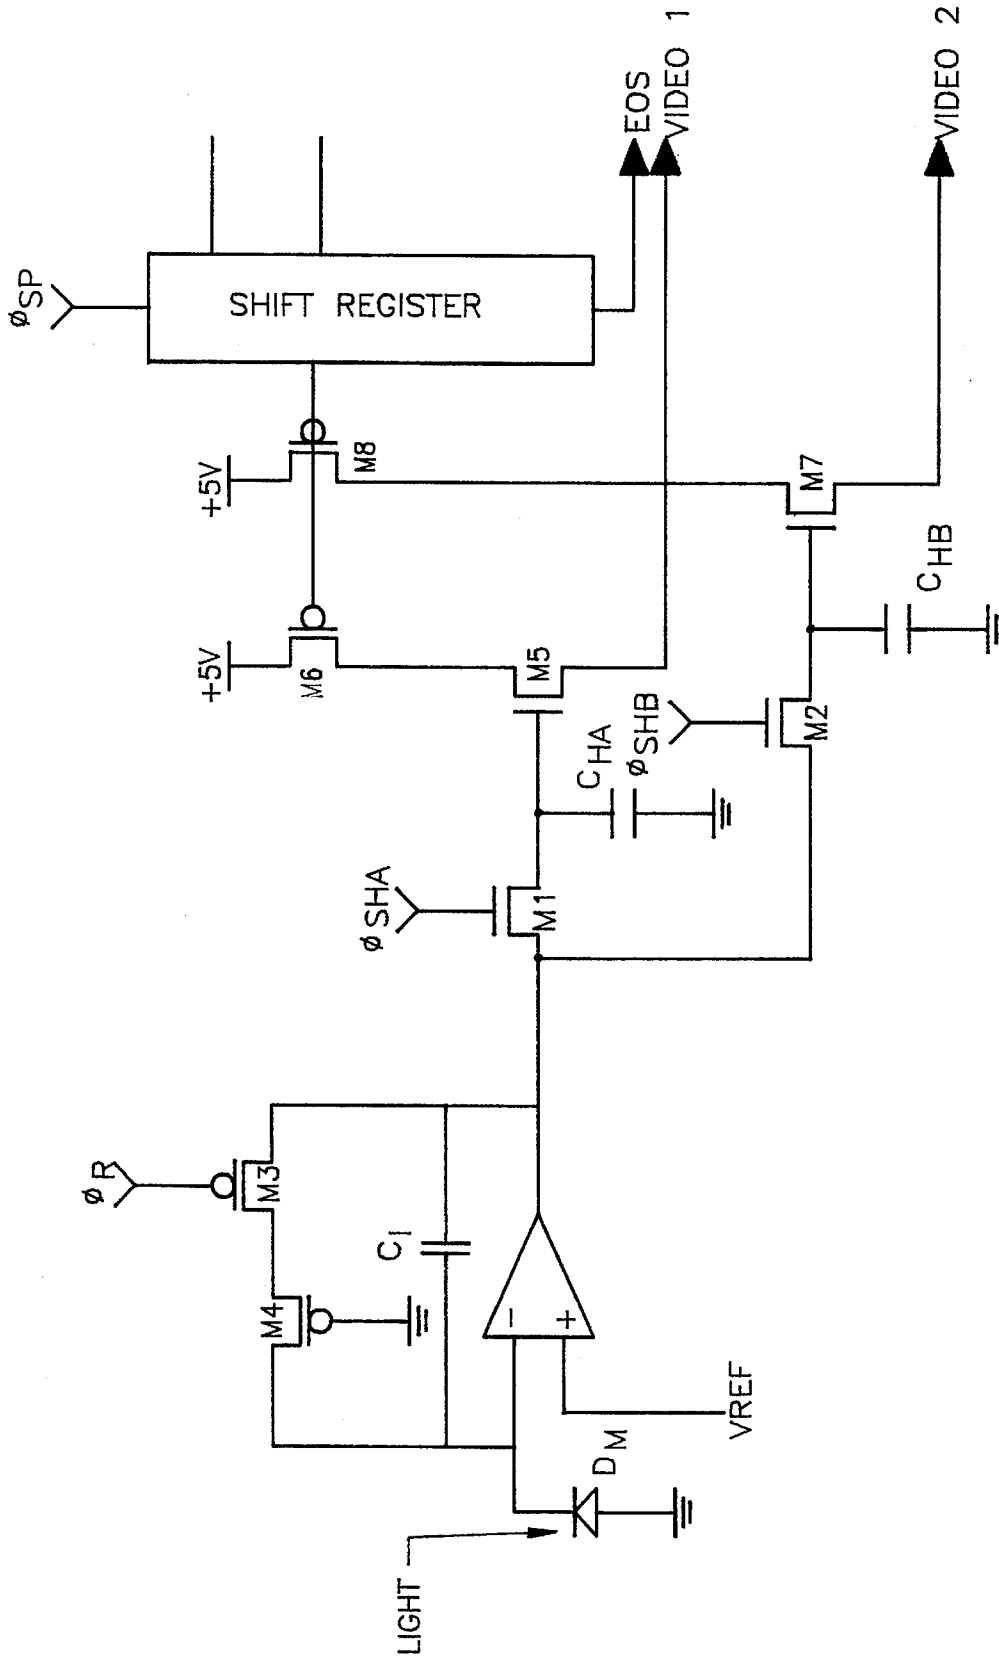 øSP
SHIFT REGISTER
EOS
VIDEO 1
VIDEO 2
+5V
M8
+5V
M6
M7
M5
CHB
CHA
øSHB
M2
øSHA
M1
øR
M3
M4
CI
-
+
VREF
DM
LIGHT